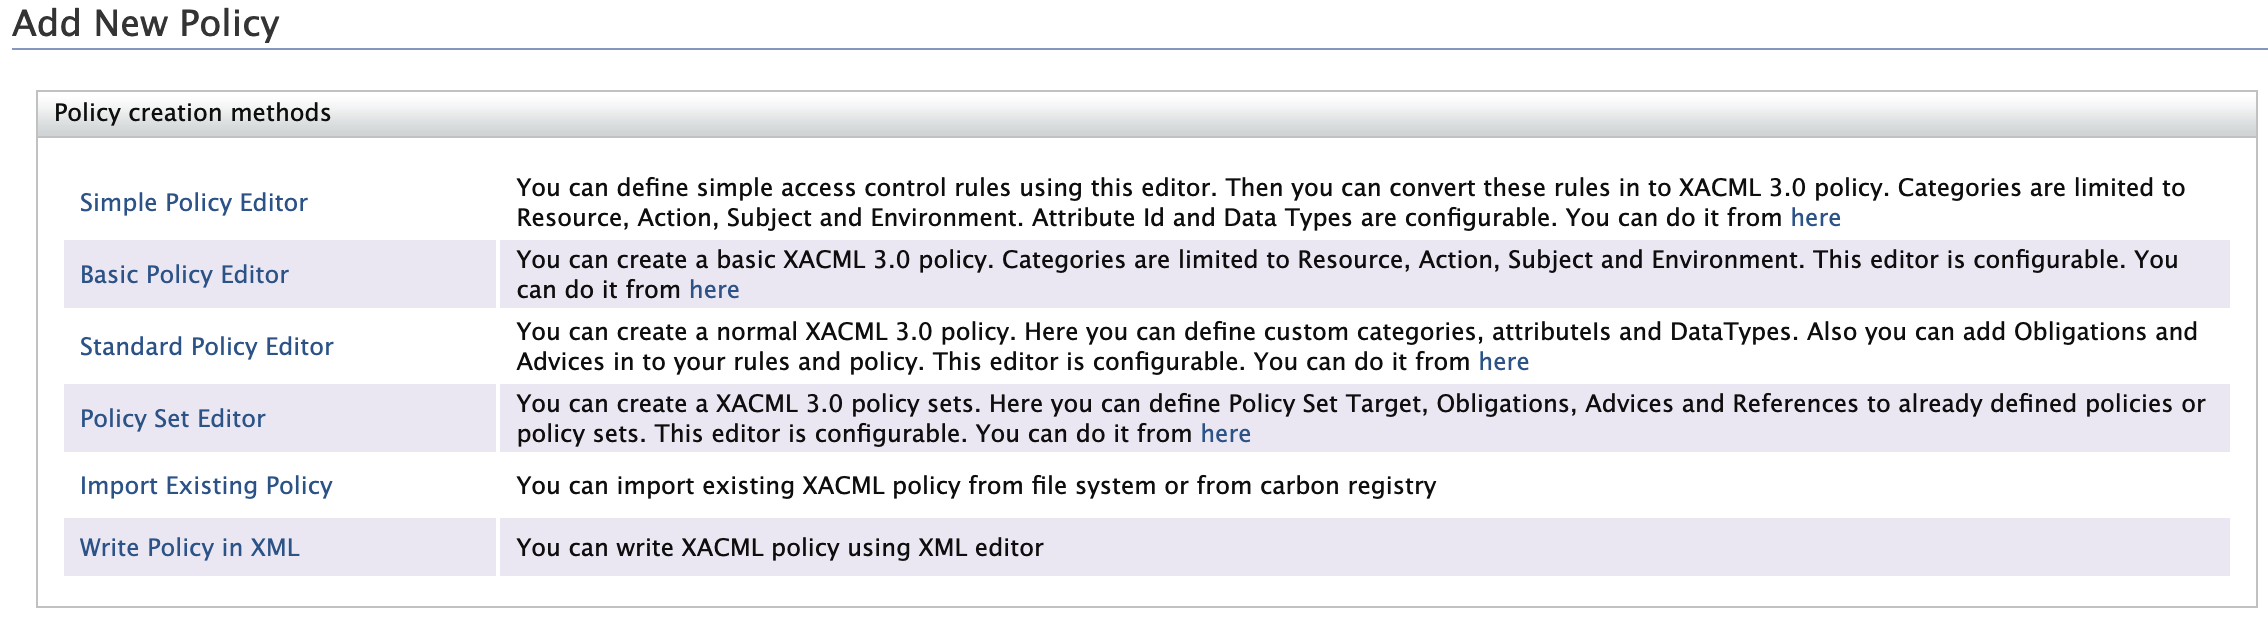 Add New Policy
Policy creation methods
Simple Policy Editor
You can define simple access control rules using this editor. Then you can convert these rules in to XACML 3.0 policy. Categories are limited to
Resource, Action, Subject and Environment. Attribute Id and Data Types are configurable. You can do it from here
Basic Policy Editor
You can create a basic XACML 3.0 policy. Categories are limited to Resource, Action, Subject and Environment. This editor is configurable. You
can do it from here
Standard Policy Editor
You can create a normal XACML 3.0 policy. Here you can define custom categories, attributeIs and DataTypes. Also you can add Obligations and
Advices in to your rules and policy. This editor is configurable. You can do it from here
Policy Set Editor
You can create a XACML 3.0 policy sets. Here you can define Policy Set Target, Obligations, Advices and References to already defined policies or
policy sets. This editor is configurable. You can do it from here
Import Existing Policy
You can import existing XACML policy from file system or from carbon registry
Write Policy in XML
You can write XACML policy using XML editor